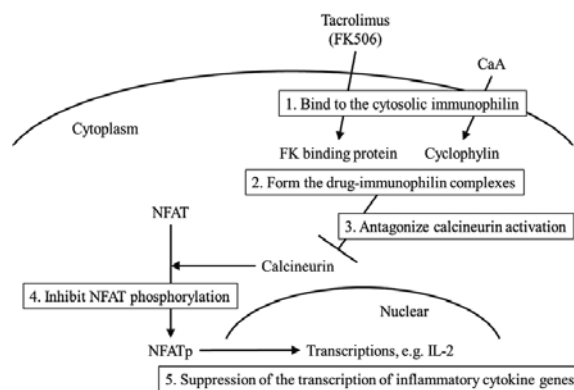 Tacrolimus
(FK506)
CaA
1. Bind to the cytosolic immunophilin
Cytoplasm
FK binding protein
Cyclophylin
2. Form the drug-immunophilin complexes
NFAT
3. Antagonize calcineurin activation
Calcineurin
4. Inhibit NFAT phosphorylation
Nuclear
NFATp
Transcriptions, e.g. IL-2
5. Suppression of the transcription of inflammatory cytokine genes